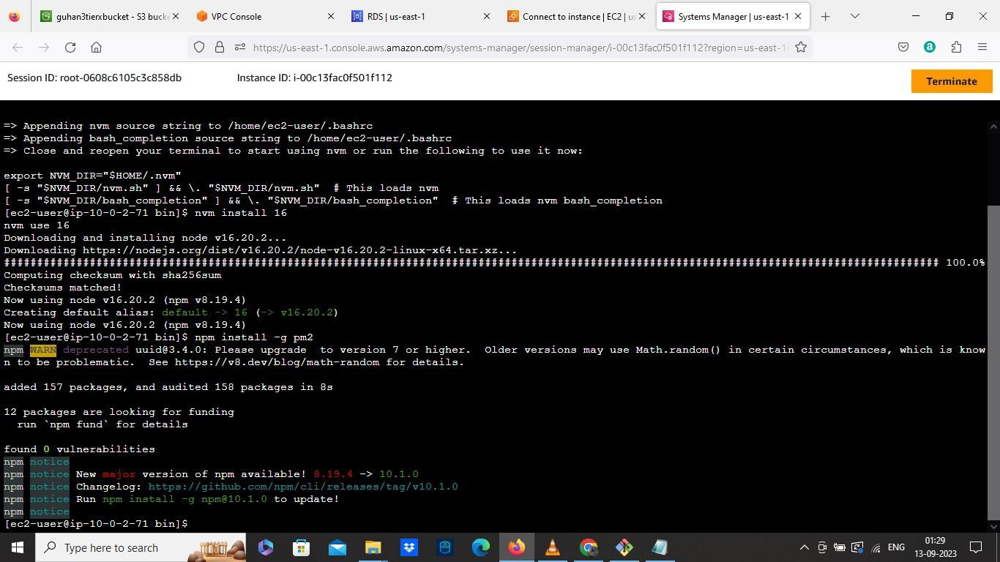 guhan3tierxbucket - S3 bucke
VPC Console
RDS | us-east-1
Connect to instance | EC2 | us
Systems Manager | us-east-1
https://us-east-1.console.aws.amazon.com/systems-manager/session-manager/i-00c13fac0f501f112?region=us-east-1
Session ID: root-0608c6105c3c858db
Instance ID: i-00c13fac0f501f112
Terminate
=> Appending nvm source string to /home/ec2-user/.bashrc
=> Appending bash_completion source string to /home/ec2-user/.bashrc
=> Close and reopen your terminal to start using nvm or run the following to use it now:
export NVM_DIR="$HOME/.nvm"
[ -s "$NVM_DIR/nvm.sh" ] && \. "$NVM_DIR/nvm.sh"  # This loads nvm
[ -s "$NVM_DIR/bash_completion" ] && \. "$NVM_DIR/bash_completion"  # This loads nvm bash_completion
[ec2-user@ip-10-0-2-71 bin]$ nvm install 16
nvm use 16
Downloading and installing node v16.20.2...
Downloading https://nodejs.org/dist/v16.20.2/node-v16.20.2-linux-x64.tar.xz...
############################################################################################################################################## 100.0%
Computing checksum with sha256sum
Checksums matched!
Now using node v16.20.2 (npm v8.19.4)
Creating default alias: default -> 16 (-> v16.20.2)
Now using node v16.20.2 (npm v8.19.4)
[ec2-user@ip-10-0-2-71 bin]$ npm install -g pm2
npm WARN deprecated uuid@3.4.0: Please upgrade  to version 7 or higher.  Older versions may use Math.random() in certain circumstances, which is know
n to be problematic.  See https://v8.dev/blog/math-random for details.
added 157 packages, and audited 158 packages in 8s
12 packages are looking for funding
  run `npm fund` for details
found 0 vulnerabilities
npm notice
npm notice New major version of npm available! 8.19.4 -> 10.1.0
npm notice Changelog: https://github.com/npm/cli/releases/tag/v10.1.0
npm notice Run npm install -g npm@10.1.0 to update!
npm notice
[ec2-user@ip-10-0-2-71 bin]$
Type here to search
ENG
01:29
13-09-2023